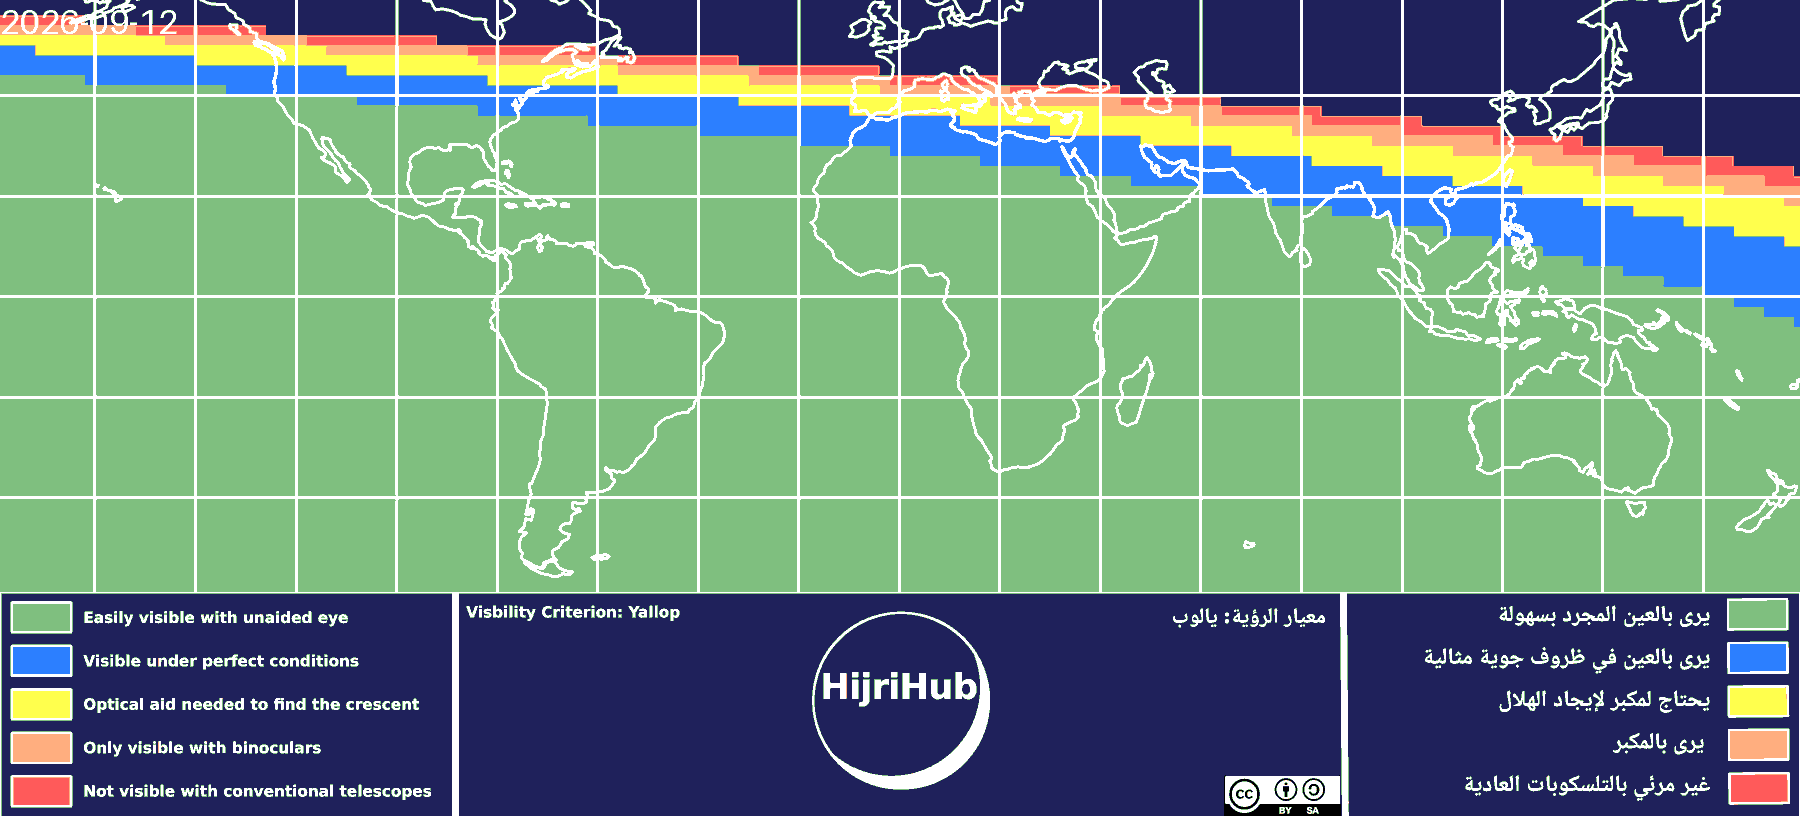 2026-09-12
Easily visible with unaided eye
Visible under perfect conditions
Optical aid needed to find the crescent
Only visible with binoculars
Not visible with conventional telescopes
Visbility Criterion: Yallop
معيار الرؤية: يالوب
HijriHub
cc
BY SA
يرى بالعين المجرد بسهولة
يرى بالعين في ظروف جوية مثالية
يحتاج لمكبر لإيجاد الهلال
يرى بالمكبر
غير مرئي بالتلسكوبات العادية